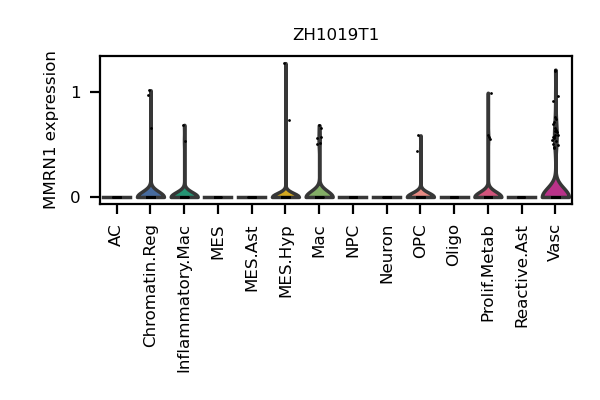 ZH1019T1
MMRN1 expression
1
0
AC
Chromatin.Reg
Inflammatory.Mac
MES
MES.Ast
MES.Hyp
Mac
NPC
Neuron
OPC
Oligo
Prolif.Metab
Reactive.Ast
Vasc